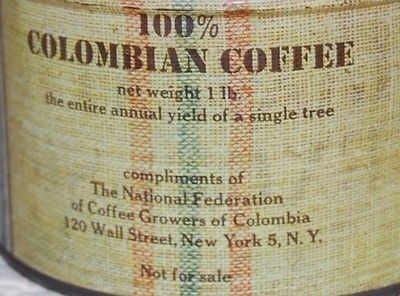 100%
COLOMBIAN COFFEE
net weight 1 lb.
the entire annual yield of a single tree
compliments of
The National Federation
of Coffee Growers of Colombia
120 Wall Street, New York 5, N. Y.
Not for sale